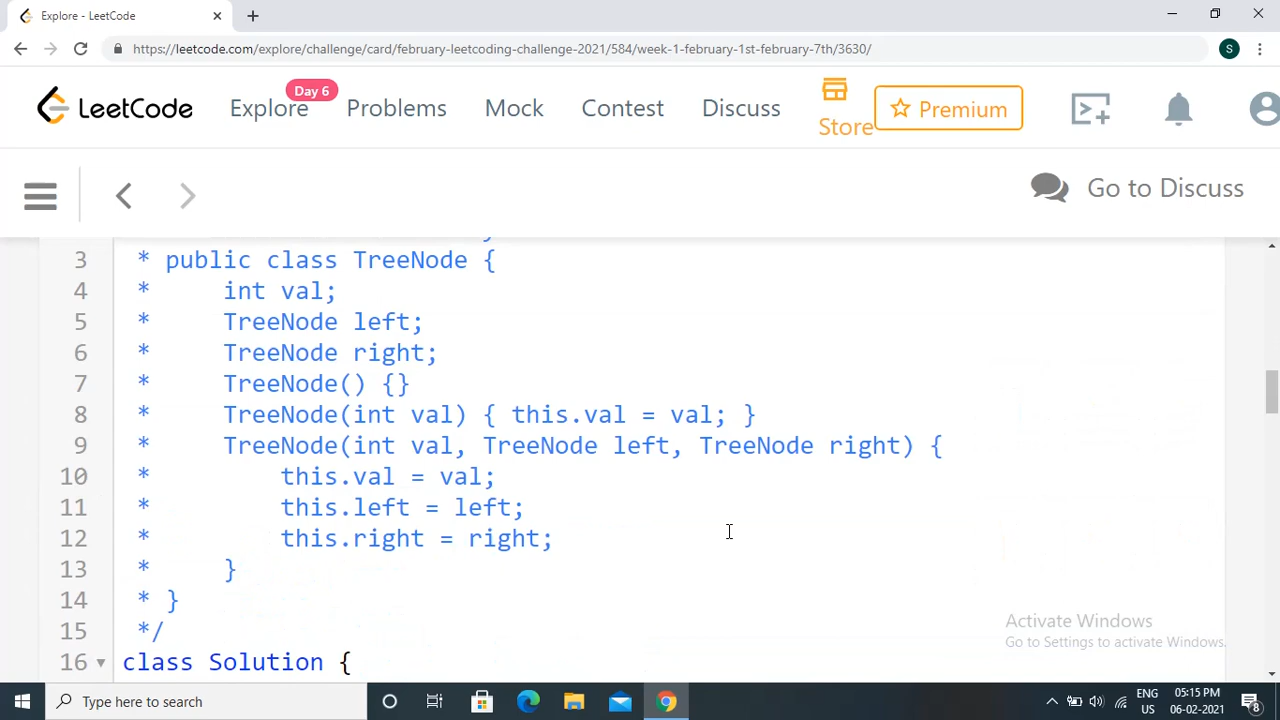 Explore - LeetCode
https://leetcode.com/explore/challenge/card/february-leetcoding-challenge-2021/584/week-1-february-1st-february-7th/3630/
S
LeetCode
Explore
Day 6
Problems
Mock
Contest
Discuss
Store
Premium
Go to Discuss
3 * public class TreeNode {
4 * int val;
5 * TreeNode left;
6 * TreeNode right;
7 * TreeNode() {}
8 * TreeNode(int val) { this.val = val; }
9 * TreeNode(int val, TreeNode left, TreeNode right) {
10 * this.val = val;
11 * this.left = left;
12 * this.right = right;
13 * }
14 * }
15 */
16 class Solution {
Activate Windows
Go to Settings to activate Windows.
Type here to search
ENG
US
05:15 PM
06-02-2021
8